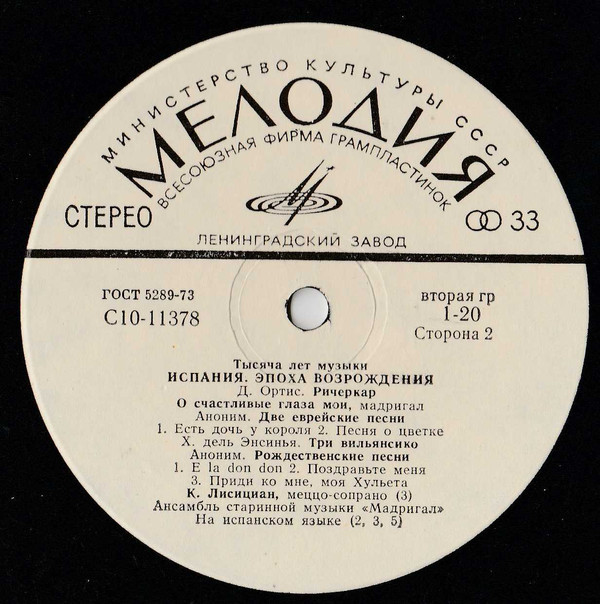 МИНИСТЕРСТВО КУЛЬТУРЫ СССР
МЕЛОДИЯ
ВСЕСОЮЗНАЯ ФИРМА ГРАМПЛАСТИНОК
СТЕРЕО
33
ЛЕНИНГРАДСКИЙ ЗАВОД
ГОСТ 5289-73
С10-11378
вторая гр
1-20
Сторона 2
Тысяча лет музыки
ИСПАНИЯ. ЭПОХА ВОЗРОЖДЕНИЯ
Д. Ортис. Ричеркар
О счастливые глаза мои, мадригал
Аноним. Две еврейские песни
1. Есть дочь у короля 2. Песня о цветке
Х. дель Энсинья. Три вильянсико
Аноним. Рождественские песни
1. E la don don 2. Поздравьте меня
3. Приди ко мне, моя Хульета
К. Лисициан, меццо-сопрано (3)
Ансамбль старинной музыки «Мадригал»
На испанском языке (2, 3, 5)